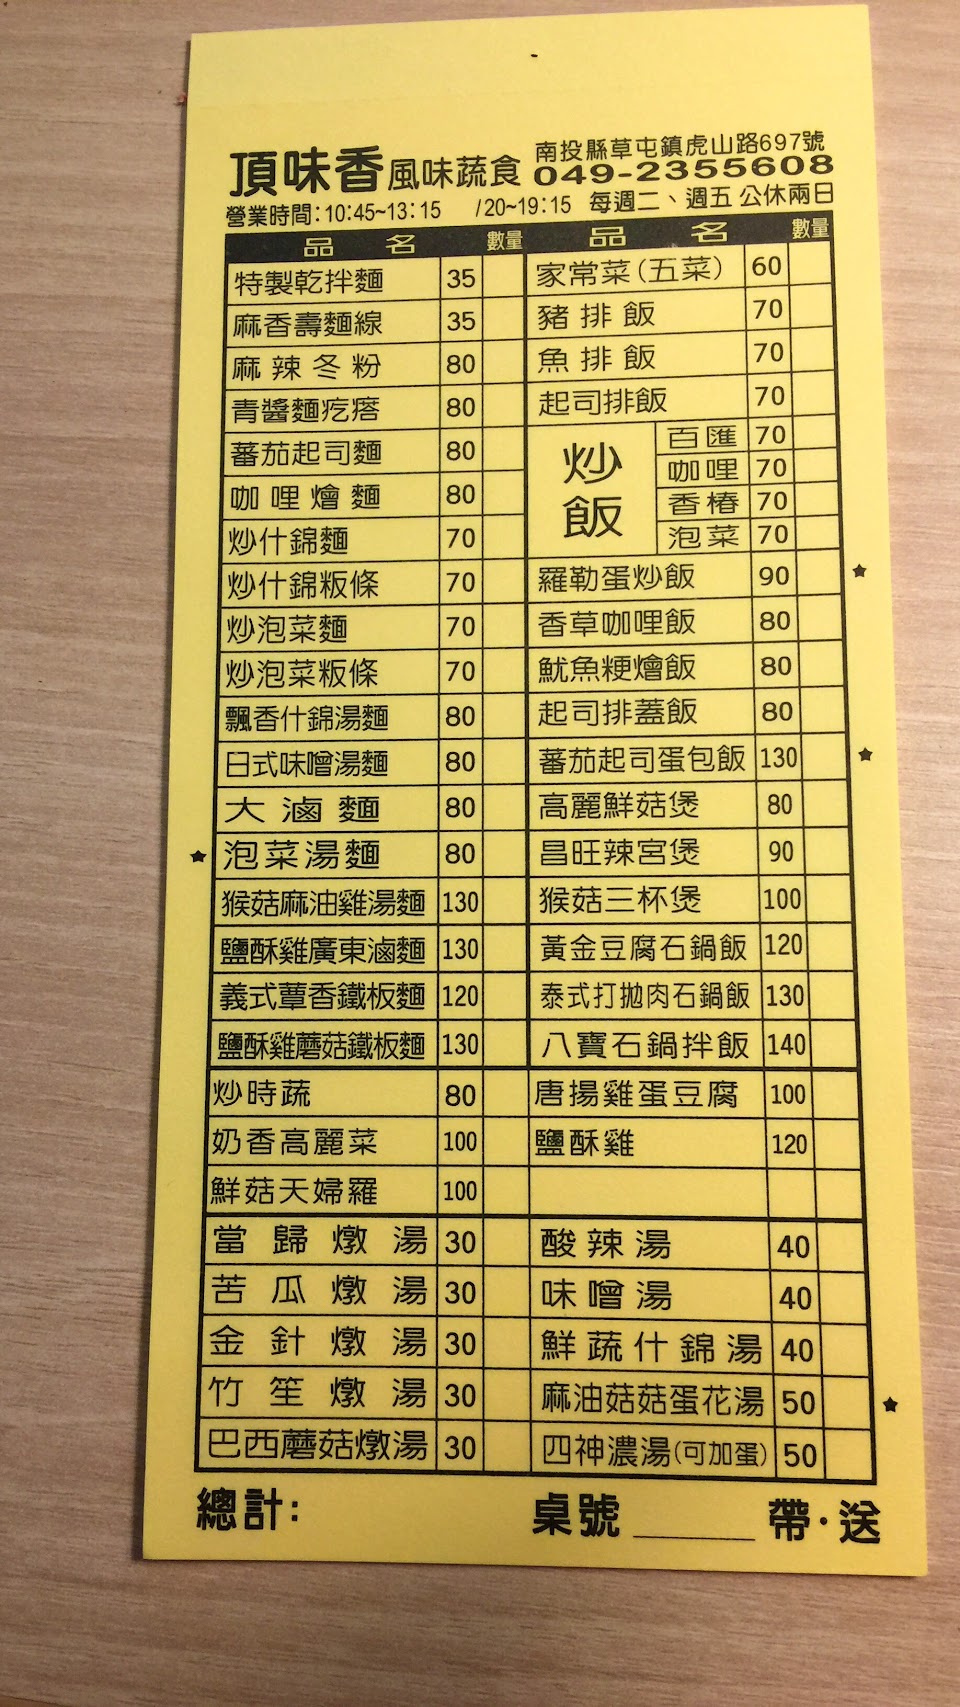 頂味香風味蔬食 南投縣草屯鎮虎山路697號
049-2355608
營業時間:10:45~13:15 /20~19:15 每週二、週五 公休兩日
品名 數量 品名 數量
特製乾拌麵 35 家常菜(五菜) 60
麻香壽麵線 35 豬排飯 70
麻辣冬粉 80 魚排飯 70
青醬麵疙瘩 80 起司排飯 70
蕃茄起司麵 80 炒飯 百匯 70
咖哩燴麵 80 咖哩 70
香椿 70
炒什錦麵 70 泡菜 70
炒什錦粄條 70 羅勒蛋炒飯 90 ★
炒泡菜麵 70 香草咖哩飯 80
炒泡菜粄條 70 魷魚粳燴飯 80
飄香什錦湯麵 80 起司排蓋飯 80
日式味噌湯麵 80 蕃茄起司蛋包飯 130 ★
大滷麵 80 高麗鮮菇煲 80
★ 泡菜湯麵 80 昌旺辣宮煲 90
猴菇麻油雞湯麵 130 猴菇三杯煲 100
鹽酥雞廣東滷麵 130 黃金豆腐石鍋飯 120
義式蕈香鐵板麵 120 泰式打拋肉石鍋飯 130
鹽酥雞蘑菇鐵板麵 130 八寶石鍋拌飯 140
炒時蔬 80 唐揚雞蛋豆腐 100
奶香高麗菜 100 鹽酥雞 120
鮮菇天婦羅 100
當歸燉湯 30 酸辣湯 40
苦瓜燉湯 30 味噌湯 40
金針燉湯 30 鮮蔬什錦湯 40
竹笙燉湯 30 麻油菇菇蛋花湯 50 ★
巴西蘑菇燉湯 30 四神濃湯(可加蛋) 50
總計: 桌號 ______ 帶·送